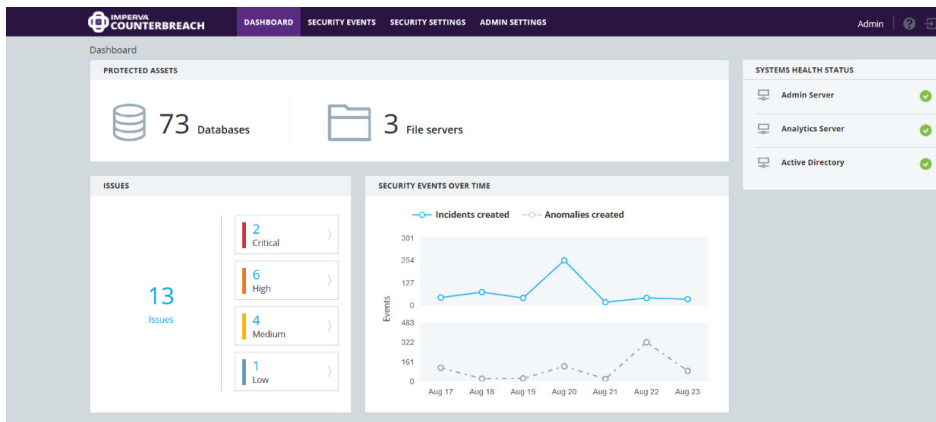 IMPERVA
COUNTERBREACH
DASHBOARD SECURITY EVENTS SECURITY SETTINGS ADMIN SETTINGS
Admin
Dashboard
PROTECTED ASSETS
73 Databases
3 File servers
SYSTEMS HEALTH STATUS
Admin Server
Analytics Server
Active Directory
ISSUES
13
Issues
2
Critical
6
High
4
Medium
1
Low
SECURITY EVENTS OVER TIME
Incidents created Anomalies created
Events
381
254
127
0
483
322
161
0
Aug 17 Aug 18 Aug 19 Aug 20 Aug 21 Aug 22 Aug 23